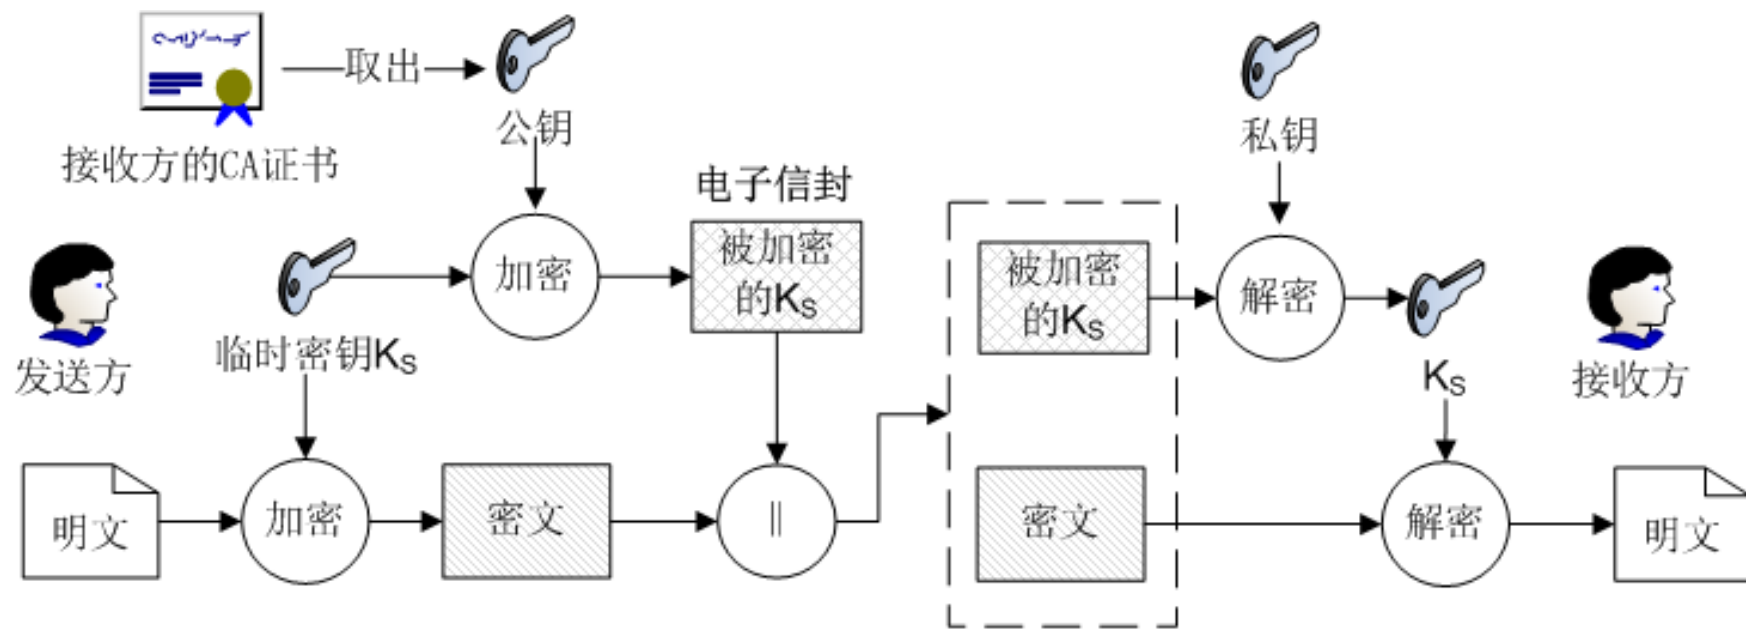 取出
公钥
接收方的CA证书
私钥
电子信封
加密
被加密
的KS
临时密钥KS
发送方
明文
加密
密文
||
被加密
的KS
解密
KS
接收方
密文
解密
明文